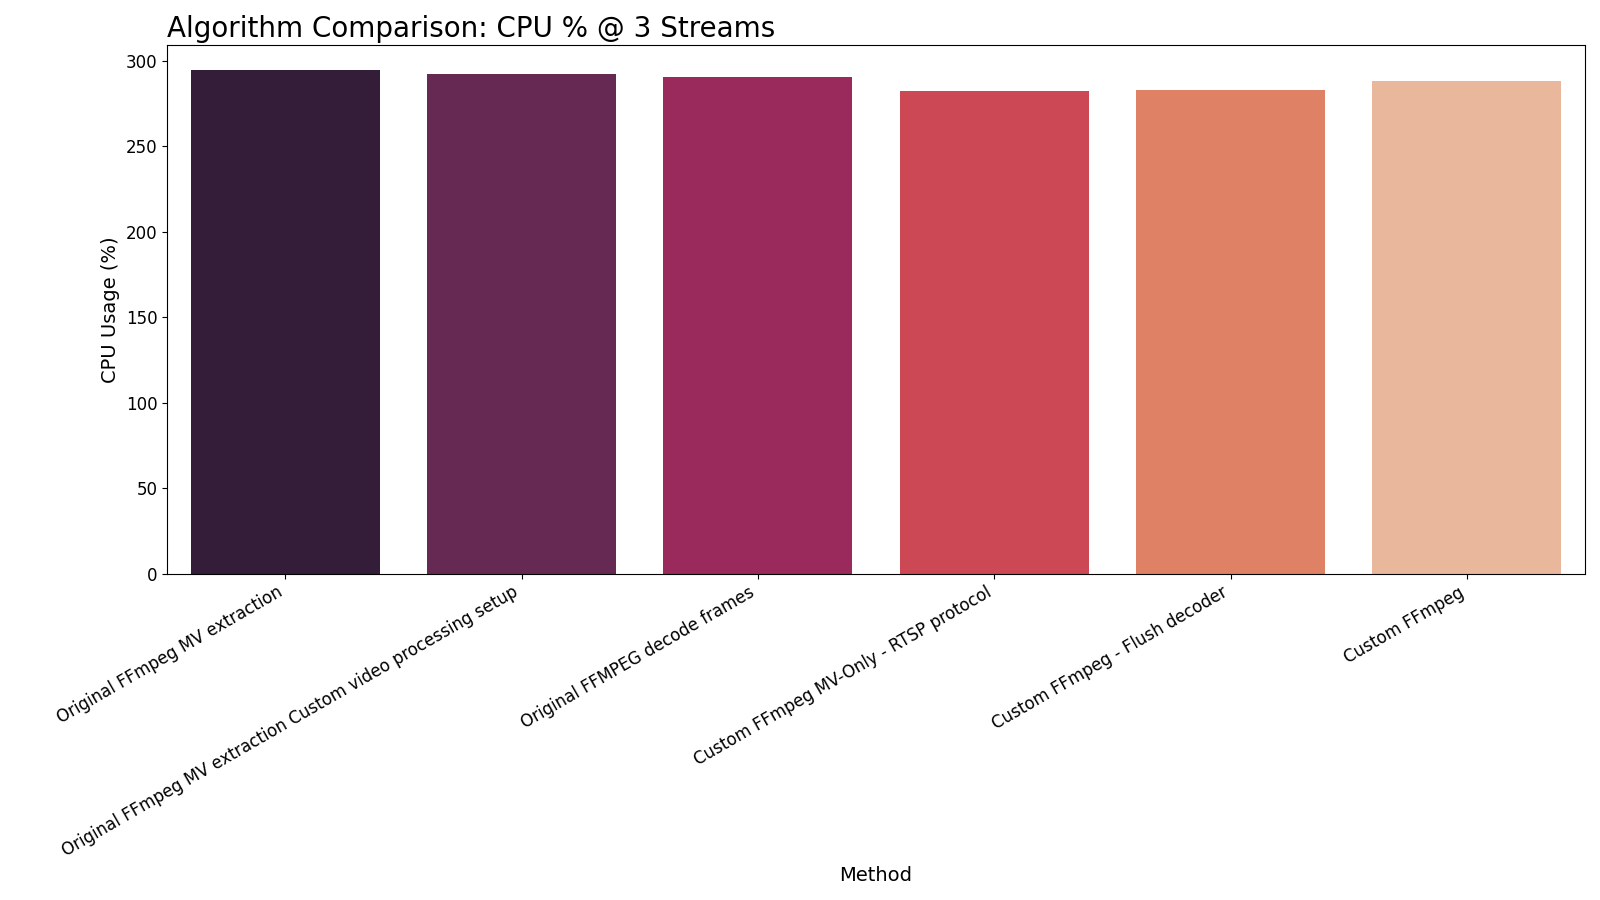 Algorithm Comparison: CPU % @ 3 Streams
CPU Usage (%)
300
250
200
150
100
50
0
Original FFmpeg MV extraction
Original FFmpeg MV extraction Custom video processing setup
Original FFMPEG decode frames
Custom FFmpeg MV-Only - RTSP protocol
Custom FFmpeg - Flush decoder
Custom FFmpeg
Method